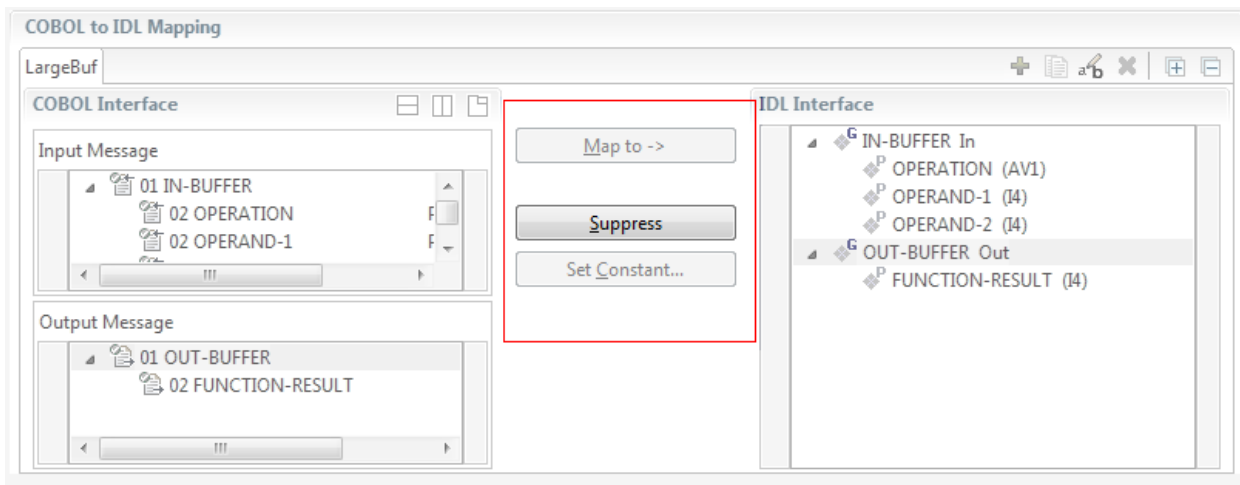 COBOL to IDL Mapping
LargeBuf
COBOL Interface
Input Message
01 IN-BUFFER
02 OPERATION
02 OPERAND-1
Output Message
01 OUT-BUFFER
02 FUNCTION-RESULT
Map to ->
Suppress
Set Constant...
IDL Interface
G IN-BUFFER In
P OPERATION (AV1)
P OPERAND-1 (I4)
P OPERAND-2 (I4)
G OUT-BUFFER Out
P FUNCTION-RESULT (I4)